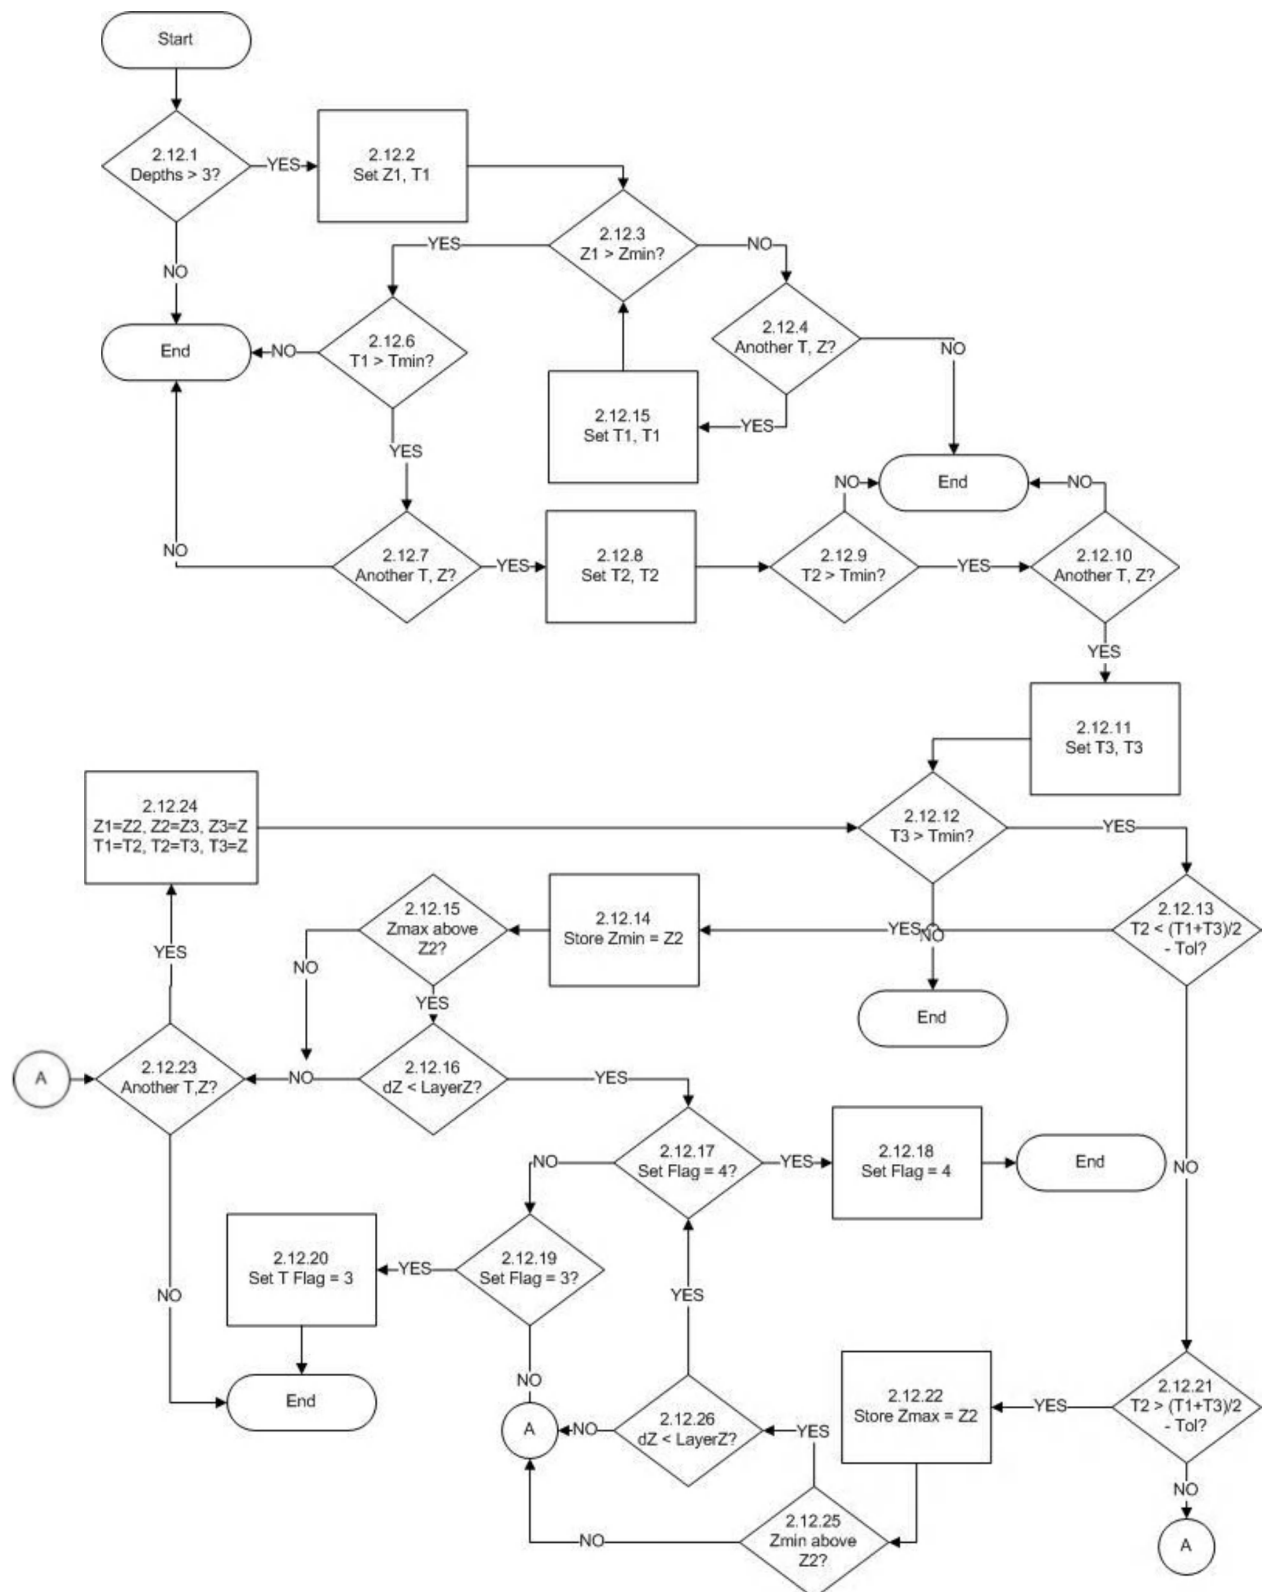 Start
2.12.1
Depths > 3?
YES
2.12.2
Set Z1, T1
2.12.3
Z1 > Zmin?
YES
NO
NO
2.12.4
Another T, Z?
End
NO
2.12.6
T1 > Tmin?
NO
2.12.15
Set T1, T1
YES
YES
End
NO
NO
NO
2.12.7
Another T, Z?
YES
2.12.8
Set T2, T2
2.12.9
T2 > Tmin?
YES
2.12.10
Another T, Z?
YES
2.12.11
Set T3, T3
2.12.24
Z1=Z2, Z2=Z3, Z3=Z
T1=T2, T2=T3, T3=Z
2.12.12
T3 > Tmin?
YES
2.12.15
Zmax above
Z2?
2.12.14
Store Zmin = Z2
YES
NO
2.12.13
T2 < (T1+T3)/2
- Tol?
YES
NO
YES
End
A
2.12.23
Another T,Z?
NO
2.12.16
dZ < LayerZ?
YES
2.12.17
Set Flag = 4?
NO
YES
2.12.18
Set Flag = 4
End
NO
2.12.20
Set T Flag = 3
YES
2.12.19
Set Flag = 3?
YES
NO
NO
End
A
NO
2.12.26
dZ < LayerZ?
YES
2.12.22
Store Zmax = Z2
YES
2.12.21
T2 > (T1+T3)/2
- Tol?
NO
NO
2.12.25
Zmin above
Z2?
A